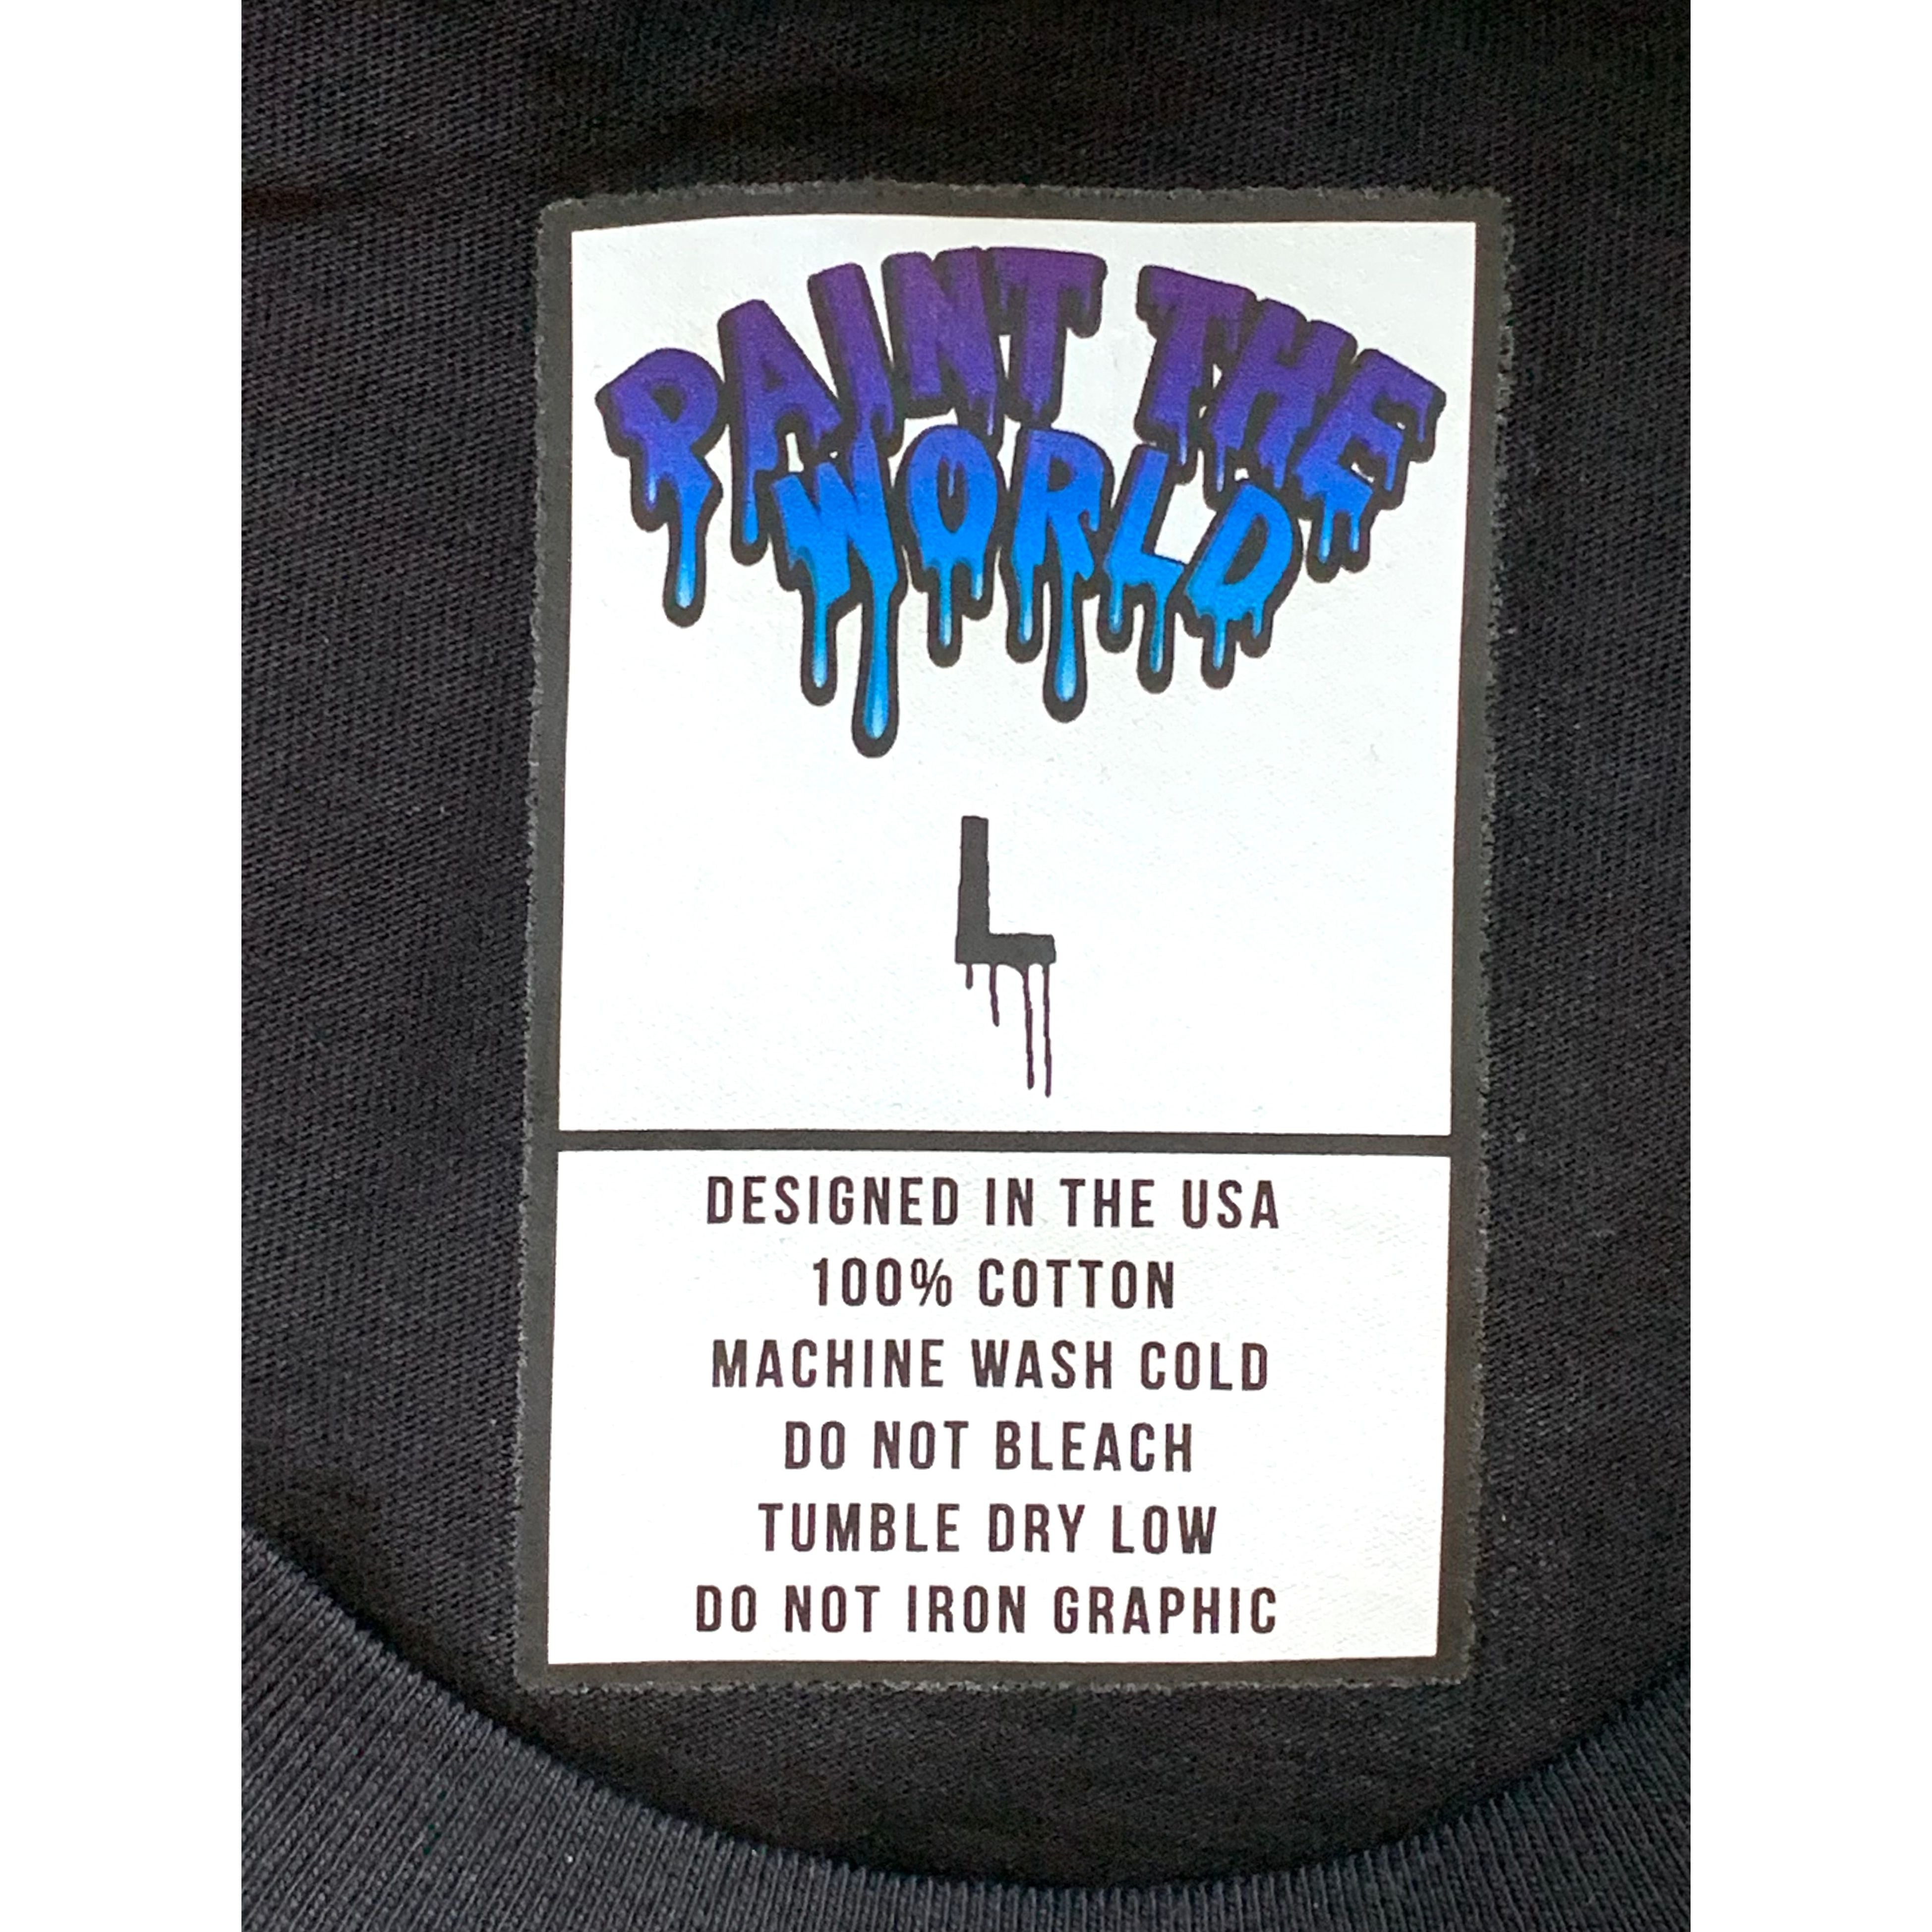 PAINT THE
WORLD
L
DESIGNED IN THE USA
100% COTTON
MACHINE WASH COLD
DO NOT BLEACH
TUMBLE DRY LOW
DO NOT IRON GRAPHIC